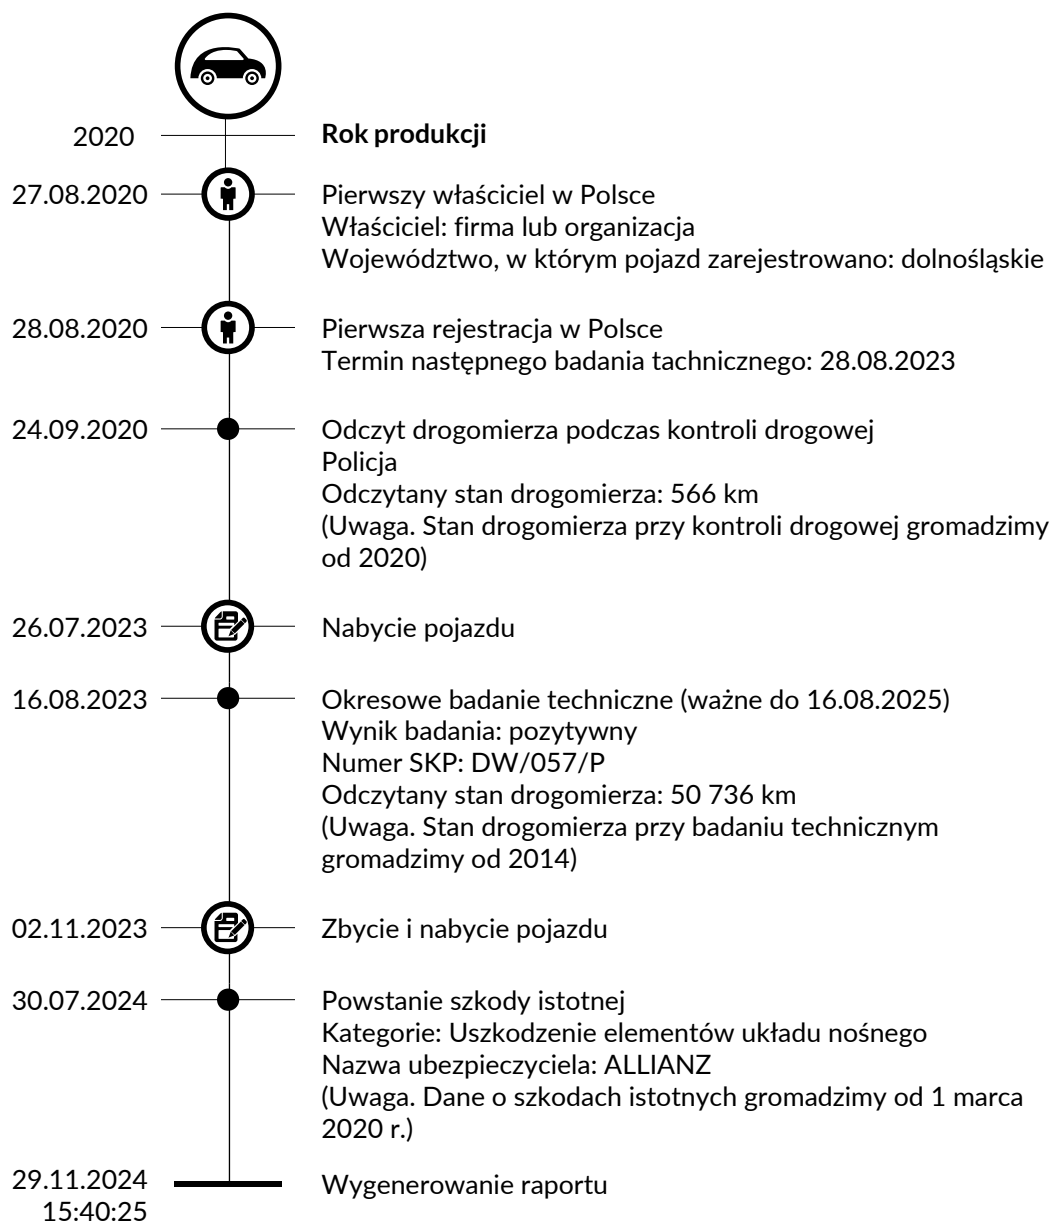 2020
Rok produkcji
27.08.2020
Pierwszy właściciel w Polsce
Właściciel: firma lub organizacja
Województwo, w którym pojazd zarejestrowano: dolnośląskie
28.08.2020
Pierwsza rejestracja w Polsce
Termin następnego badania tachnicznego: 28.08.2023
24.09.2020
Odczyt drogomierza podczas kontroli drogowej
Policja
Odczytany stan drogomierza: 566 km
(Uwaga. Stan drogomierza przy kontroli drogowej gromadzimy
od 2020)
26.07.2023
Nabycie pojazdu
16.08.2023
Okresowe badanie techniczne (ważne do 16.08.2025)
Wynik badania: pozytywny
Numer SKP: DW/057/P
Odczytany stan drogomierza: 50 736 km
(Uwaga. Stan drogomierza przy badaniu technicznym
gromadzimy od 2014)
02.11.2023
Zbycie i nabycie pojazdu
30.07.2024
Powstanie szkody istotnej
Kategorie: Uszkodzenie elementów układu nośnego
Nazwa ubezpieczyciela: ALLIANZ
(Uwaga. Dane o szkodach istotnych gromadzimy od 1 marca
2020 r.)
29.11.2024
15:40:25
Wygenerowanie raportu